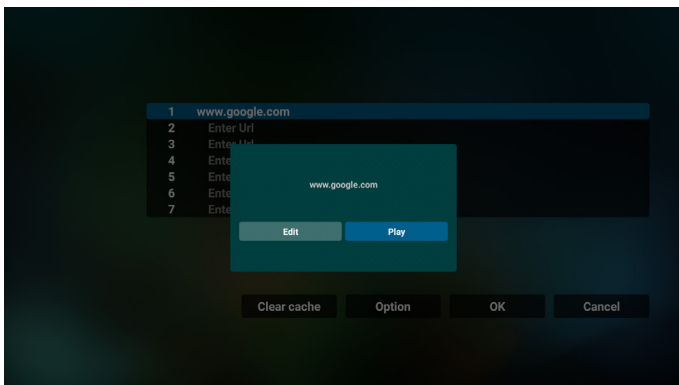 1 www.google.com
2 Enter Url
3 Enter Url
4 Ente
5 Ente
6 Ente
7 Ente
www.google.com
Edit Play
Clear cache Option OK Cancel